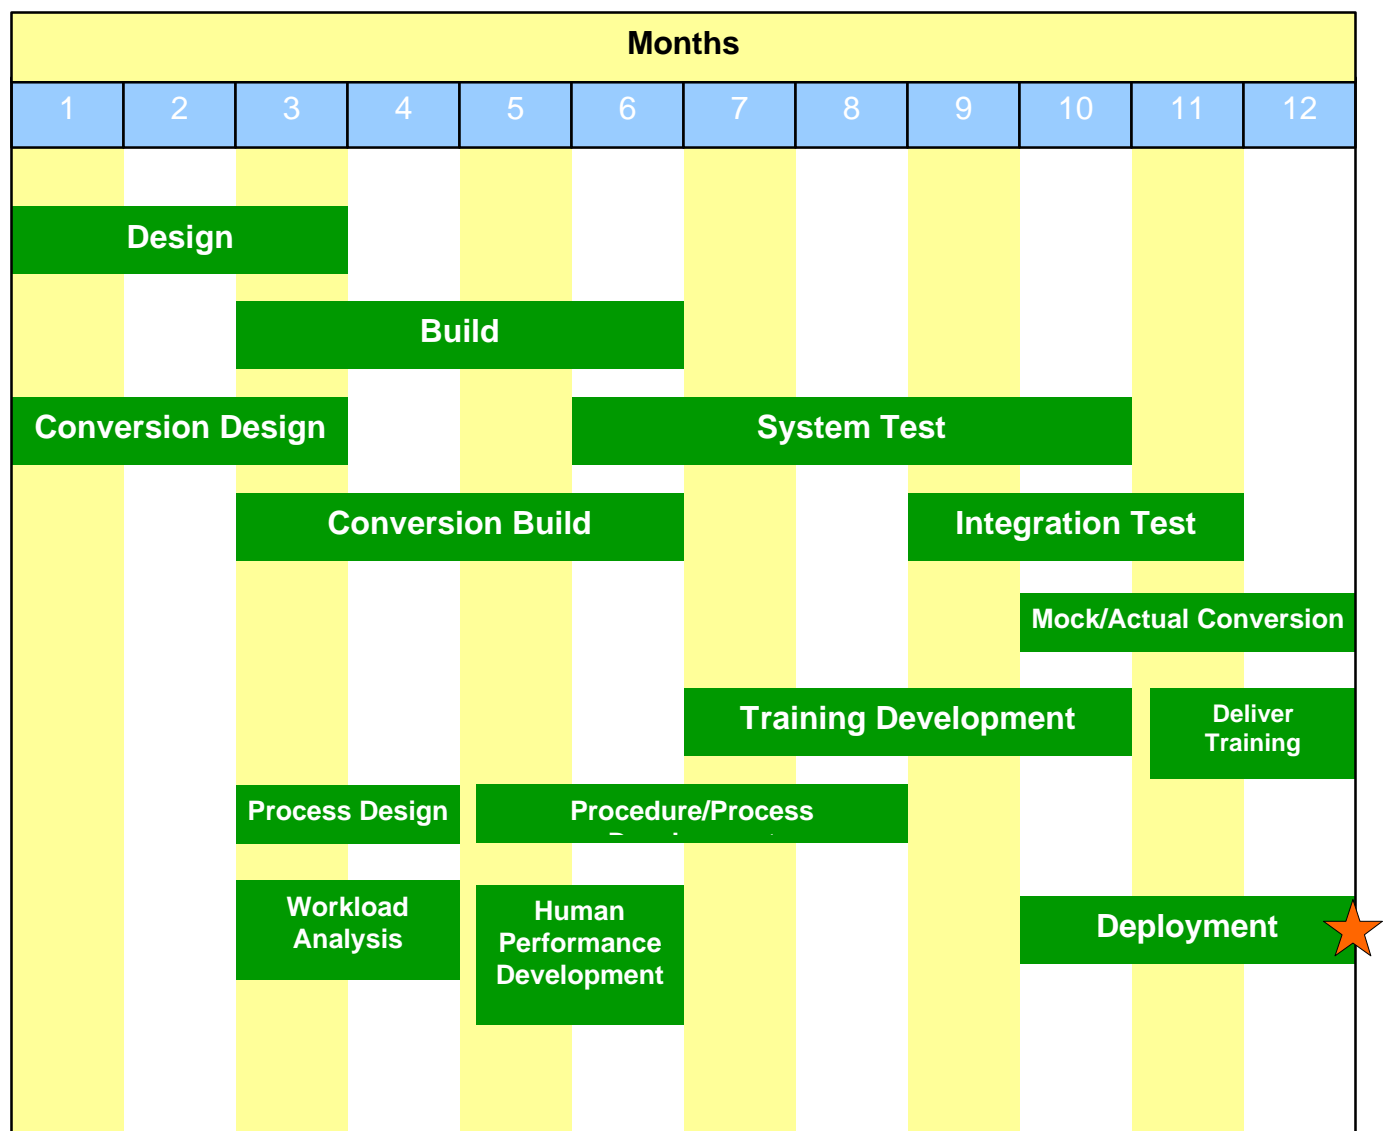 Months
1 2 3 4 5 6 7 8 9 10 11 12
Design
Build
Conversion Design
System Test
Conversion Build
Integration Test
Mock/Actual Conversion
Training Development
Deliver
Training
Process Design
Procedure/Process
Workload
Analysis
Human
Performance
Development
Deployment